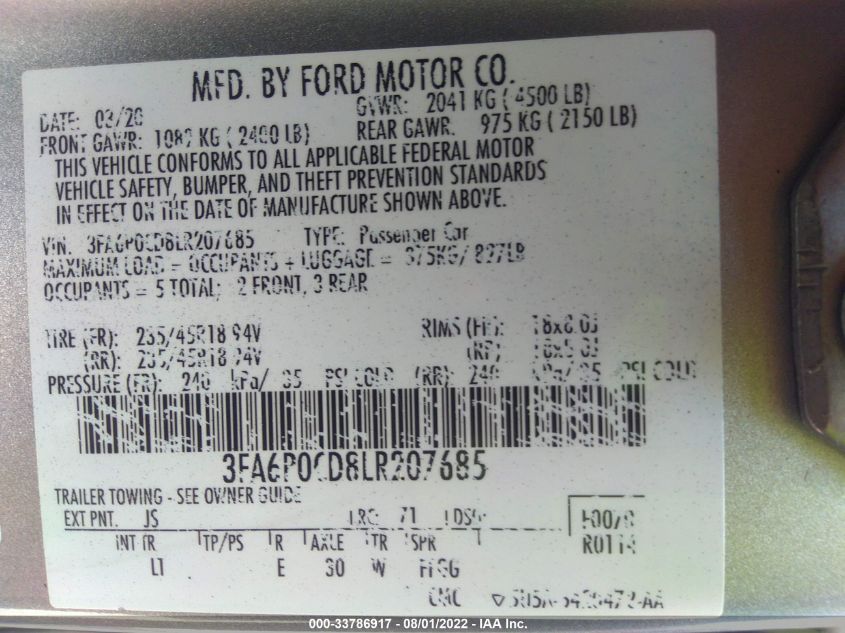 MFD. BY FORD MOTOR CO.
DATE: 03/20 GVWR: 2041 KG ( 4500 LB)
FRONT GAWR: 1089 KG ( 2400 LB) REAR GAWR: 975 KG ( 2150 LB)
THIS VEHICLE CONFORMS TO ALL APPLICABLE FEDERAL MOTOR
VEHICLE SAFETY, BUMPER, AND THEFT PREVENTION STANDARDS
IN EFFECT ON THE DATE OF MANUFACTURE SHOWN ABOVE.
VIN: 3FA6P0CD8LR207685 TYPE: Passenger Car
MAXIMUM LOAD = OCCUPANTS + LUGGAGE = 375KG/ 827LB
OCCUPANTS = 5 TOTAL; 2 FRONT, 3 REAR
TIRE (FR): 235/45R18 94V RIMS (FR): 18x8.0J
(RR): 235/45R18 94V (RR): 18x8.0J
PRESSURE (FR): 240 kPa/ 35 PSI COLD (RR): 240 kPa/ 35 PSI COLD
3FA6P0CD8LR207685
TRAILER TOWING - SEE OWNER GUIDE
EXT PNT: JS RC: 71 DSO:
INT TR TP/PS R AXLE TR SPR
LT E 30 W
R0114
CMC
000-33786917 - 08/01/2022 - IAA Inc.